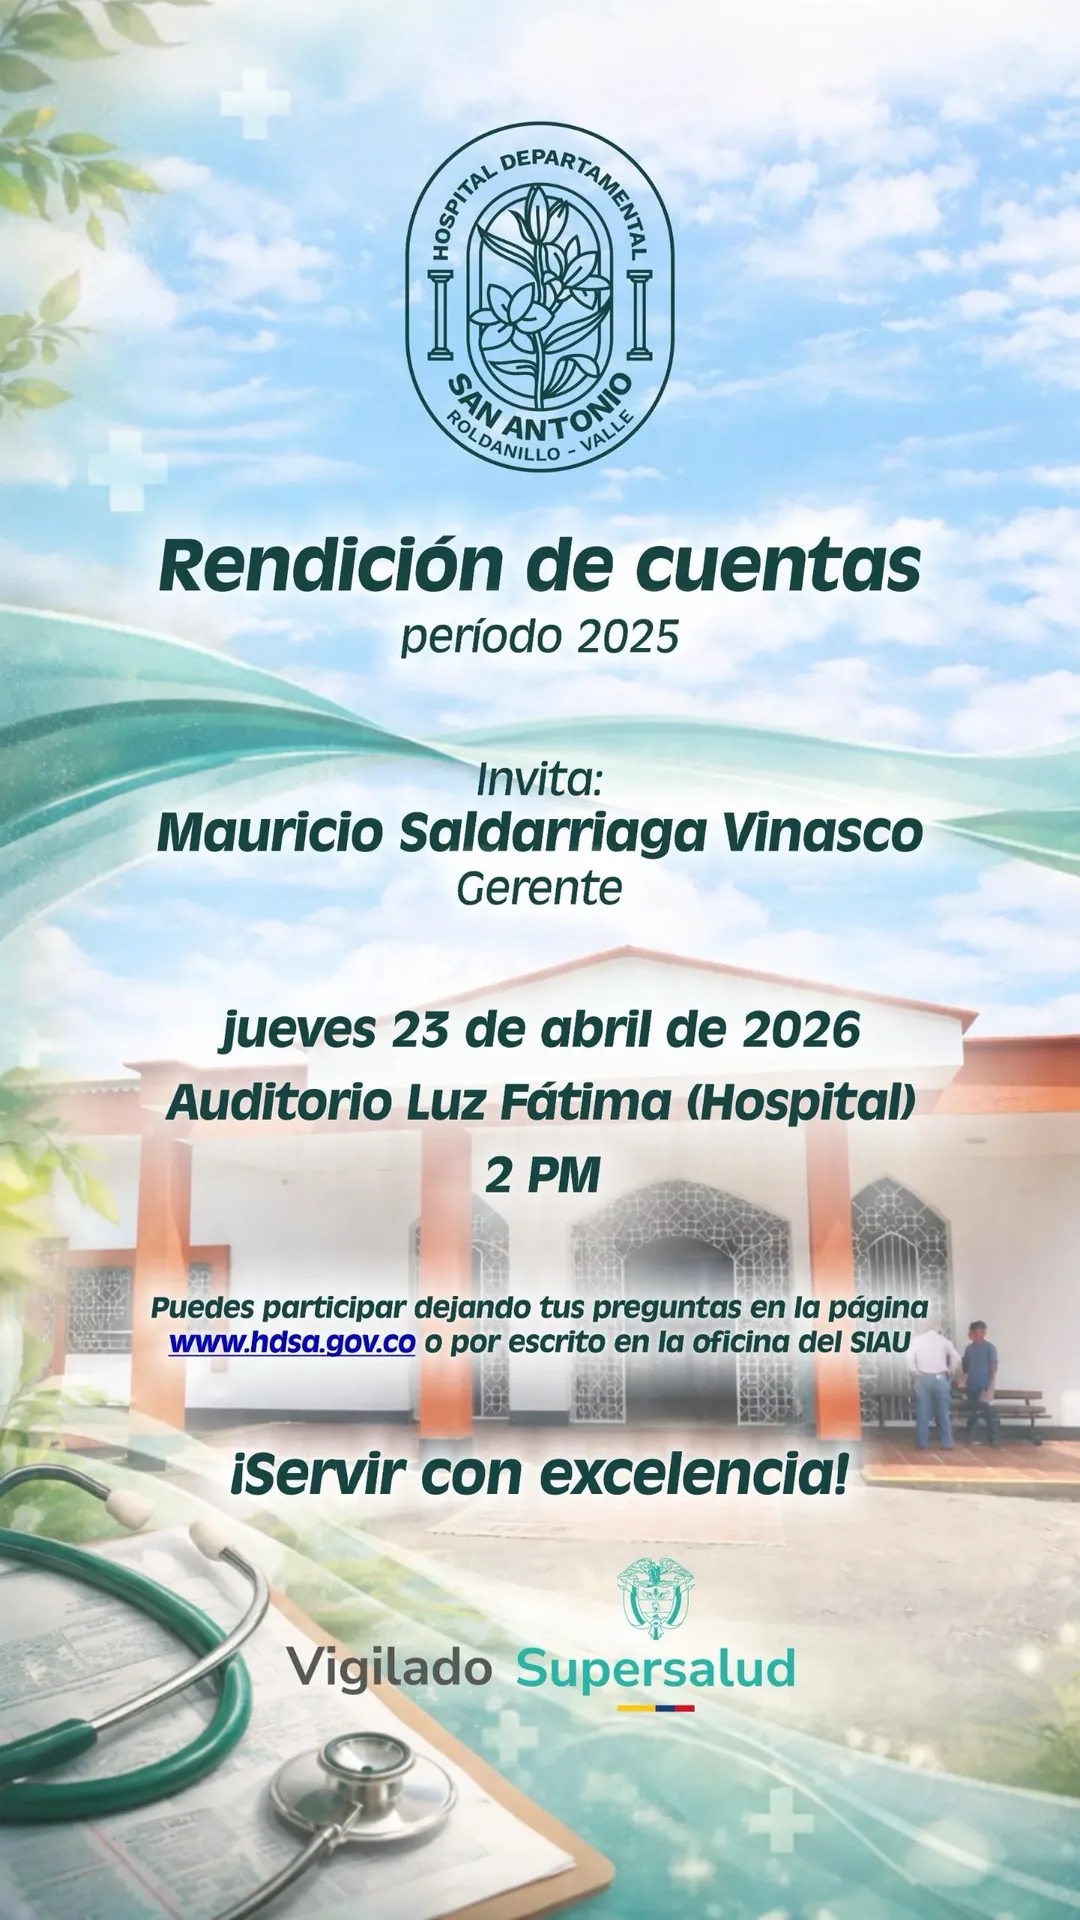 HOSPITAL DEPARTAMENTAL
SAN ANTONIO
ROLDANILLO - VALLE
Rendición de cuentas
período 2025
Invita:
Mauricio Saldarriaga Vinasco
Gerente
jueves 23 de abril de 2026
Auditorio Luz Fátima (Hospital)
2 PM
Puedes participar dejando tus preguntas en la página
www.hdsa.gov.co o por escrito en la oficina del SIAU
¡Servir con excelencia!
Vigilado Supersalud